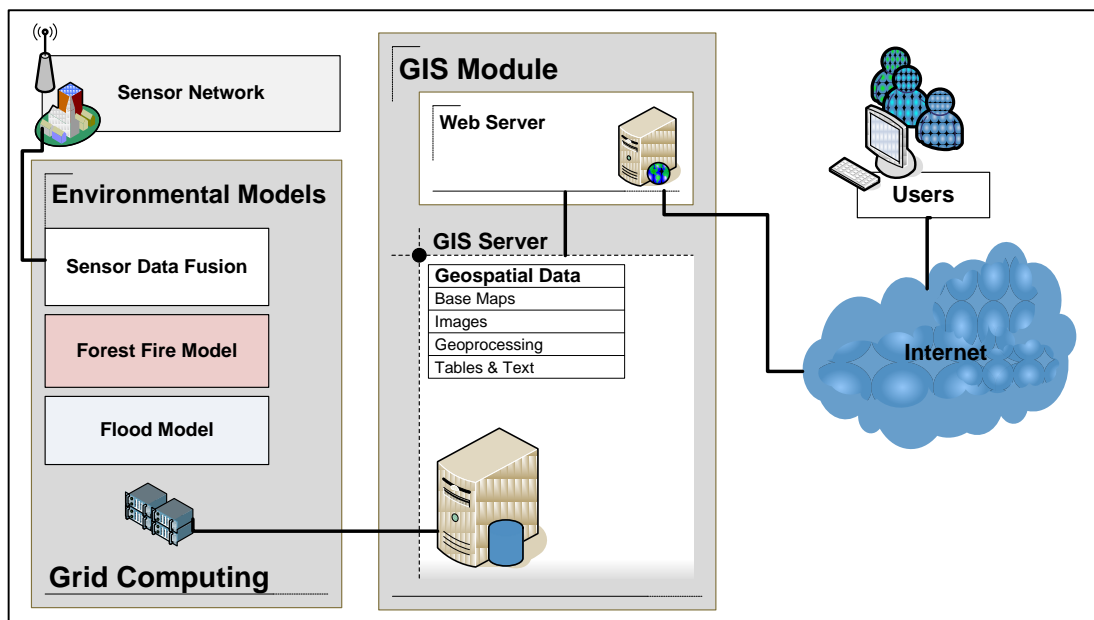 Sensor Network
Environmental Models
Sensor Data Fusion
Forest Fire Model
Flood Model
Grid Computing
GIS Module
Web Server
GIS Server
Geospatial Data
Base Maps
Images
Geoprocessing
Tables & Text
Users
Internet